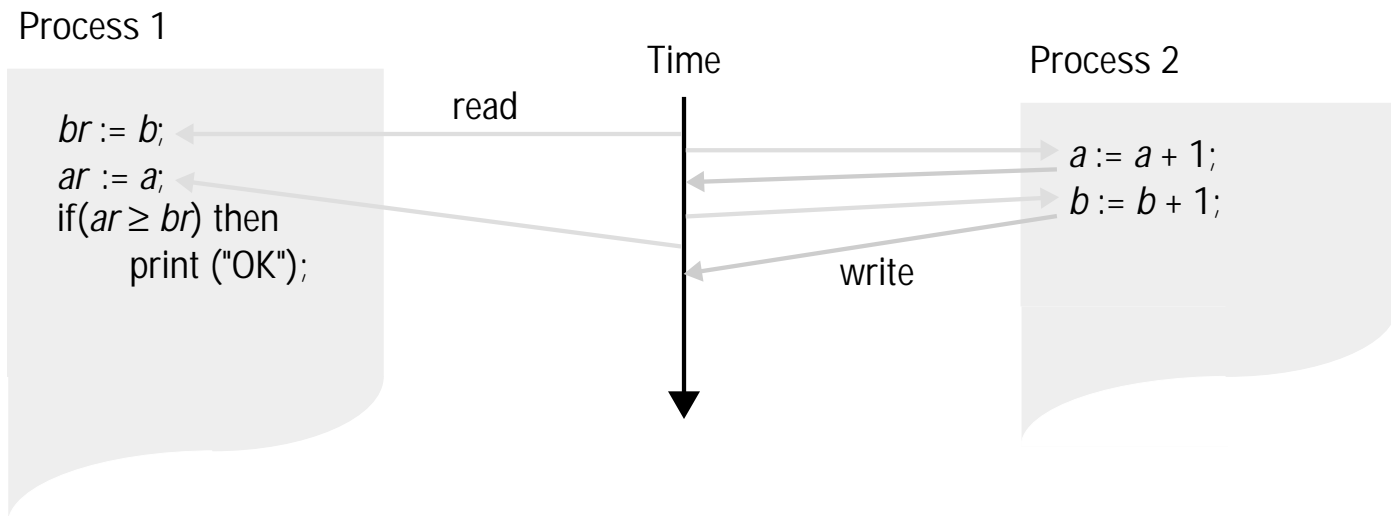 Process 1
br := b;
ar := a;
if(ar ≥ br) then
print ("OK");
read
Time
write
Process 2
a := a + 1;
b := b + 1;